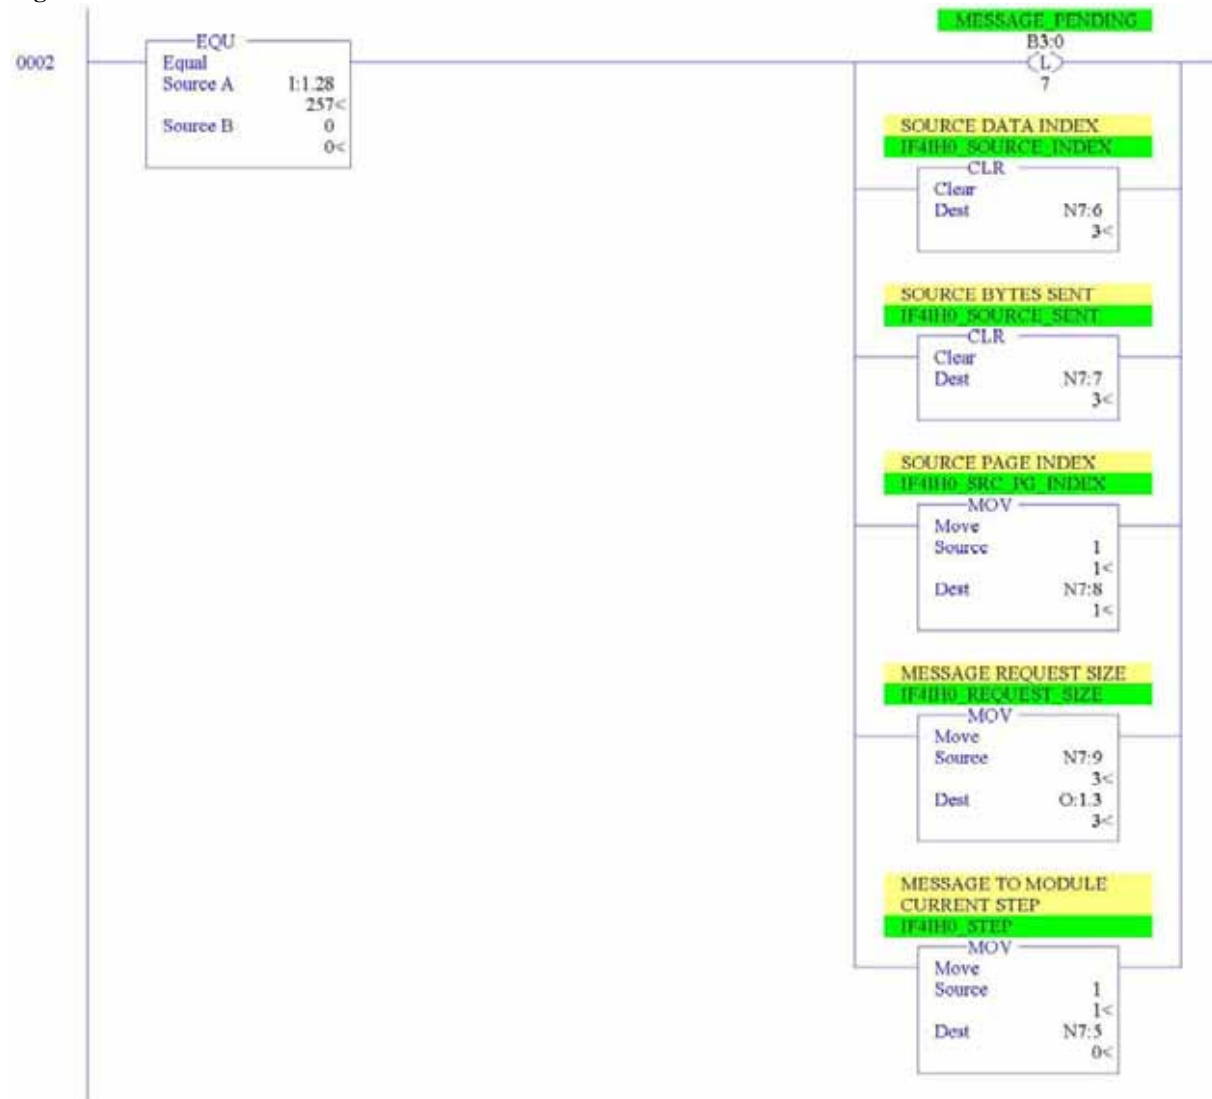 MESSAGE_PENDING
B3:0
L
7
0002
EQU
Equal
Source A I:1.28
257<
Source B 0
0<
SOURCE DATA INDEX
IF4IH0_SOURCE_INDEX
CLR
Clear
Dest N7:6
3<
SOURCE BYTES SENT
IF4IH0_SOURCE_SENT
CLR
Clear
Dest N7:7
3<
SOURCE PAGE INDEX
IF4IH0_SRC_PG_INDEX
MOV
Move
Source 1
1<
Dest N7:8
1<
MESSAGE REQUEST SIZE
IF4IH0_REQUEST_SIZE
MOV
Move
Source N7:9
3<
Dest O:1.3
3<
MESSAGE TO MODULE
CURRENT STEP
IF4IH0_STEP
MOV
Move
Source 1
1<
Dest N7:5
0<